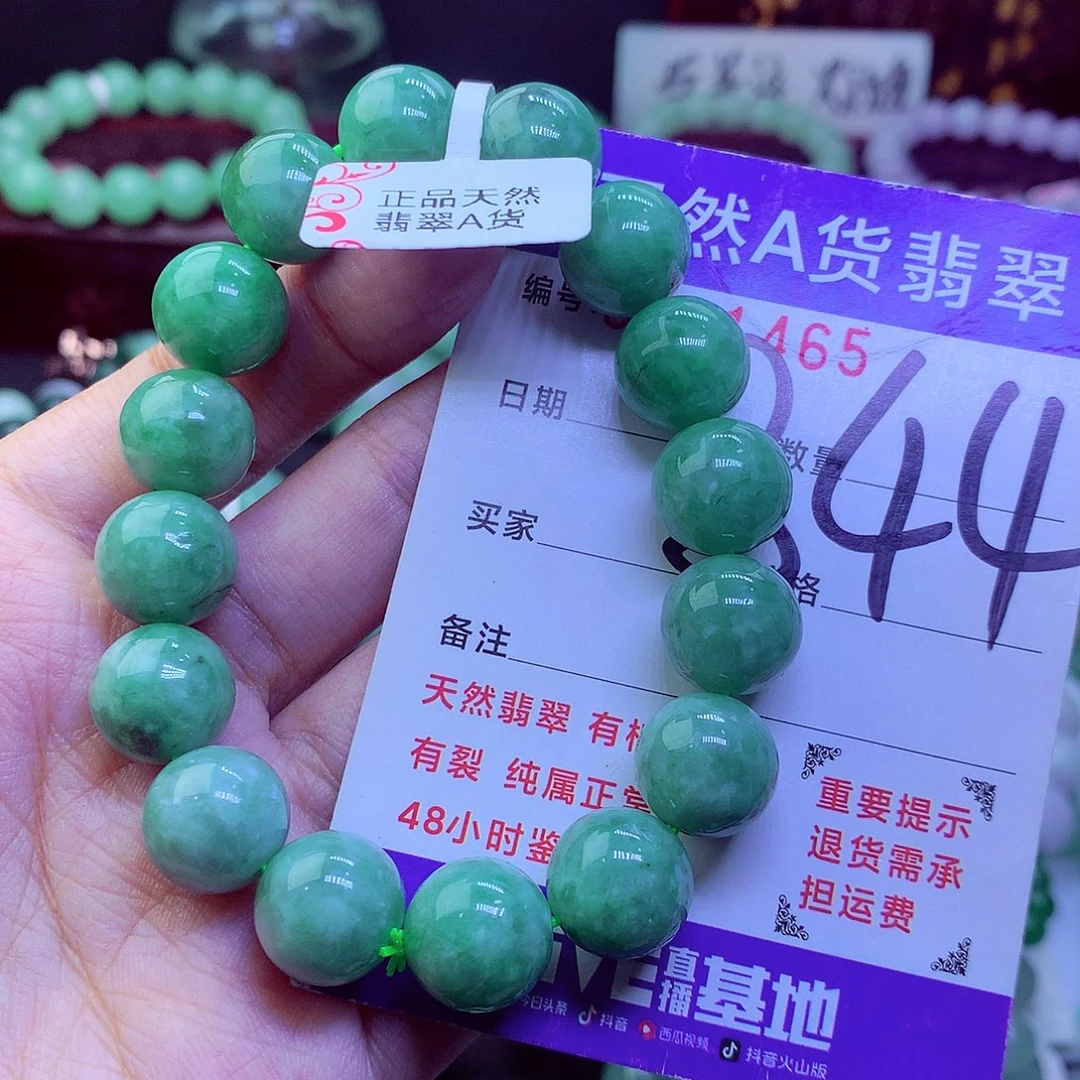 正品天然
翡翠A货
然A货翡翠
编号
1465
日期
数量
344
买家
格
备注
天然翡翠 有
有裂 纯属正常
48小时鉴
重要提示
退货需承
担运费
直播基地
今日头条 抖音 西瓜视频 抖音火山版